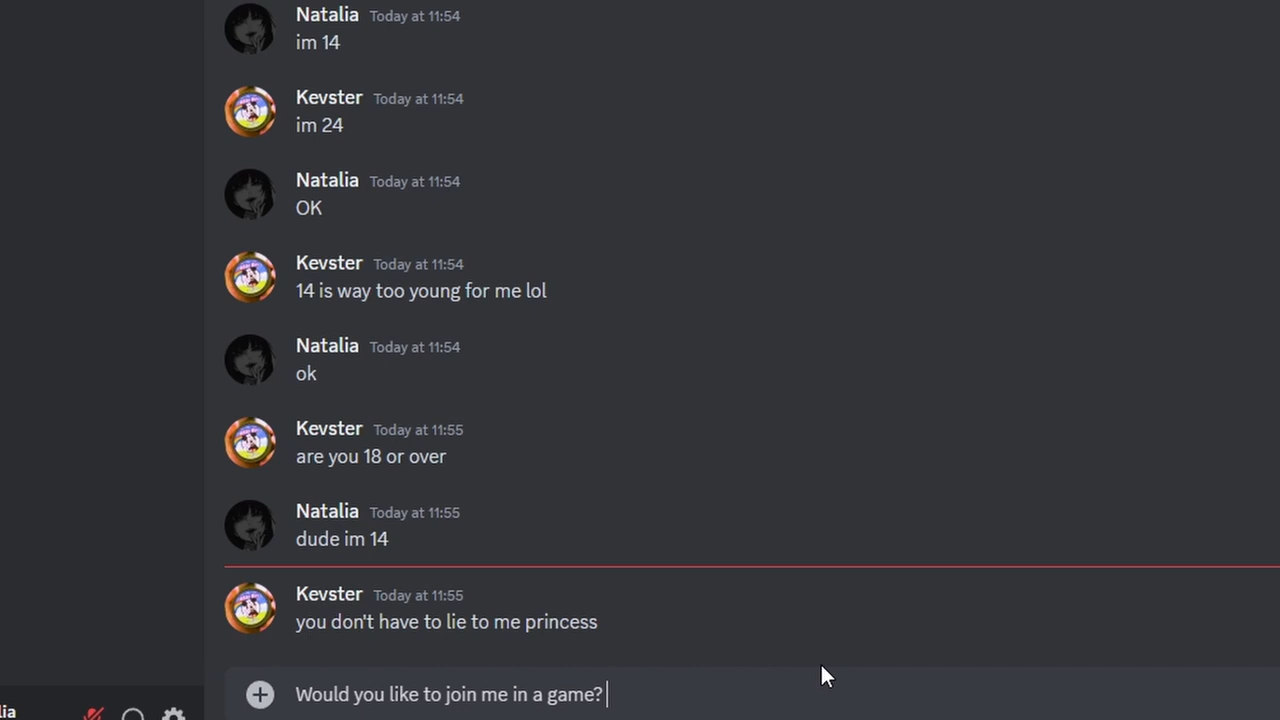 Natalia Today at 11:54
im 14
Kevster Today at 11:54
im 24
Natalia Today at 11:54
OK
Kevster Today at 11:54
14 is way too young for me lol
Natalia Today at 11:54
ok
Kevster Today at 11:55
are you 18 or over
Natalia Today at 11:55
dude im 14
Kevster Today at 11:55
you don't have to lie to me princess
Would you like to join me in a game?
lia